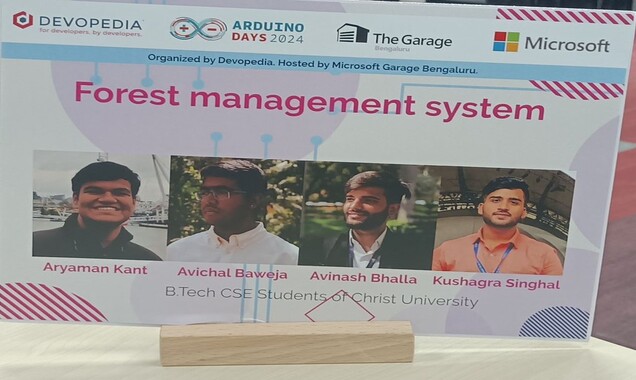 DEVOPEDIA
for developers. by developers.
ARDUINO
DAYS 2024
The Garage
Bengaluru
Microsoft
Organized by Devopedia. Hosted by Microsoft Garage Bengaluru.
Forest management system
Aryaman Kant
Avichal Baweja
Avinash Bhalla
Kushagra Singhal
B.Tech CSE Students of Christ University